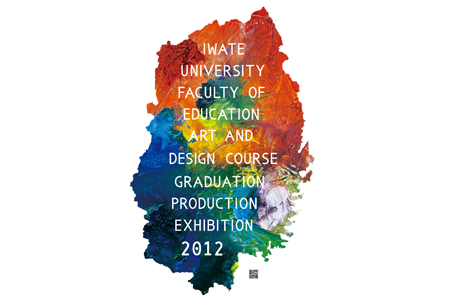 IWATE
UNIVERSITY
FACULTY OF
EDUCATION
ART AND
DESIGN COURSE
GRADUATION
PRODUCTION
EXHIBITION
2012